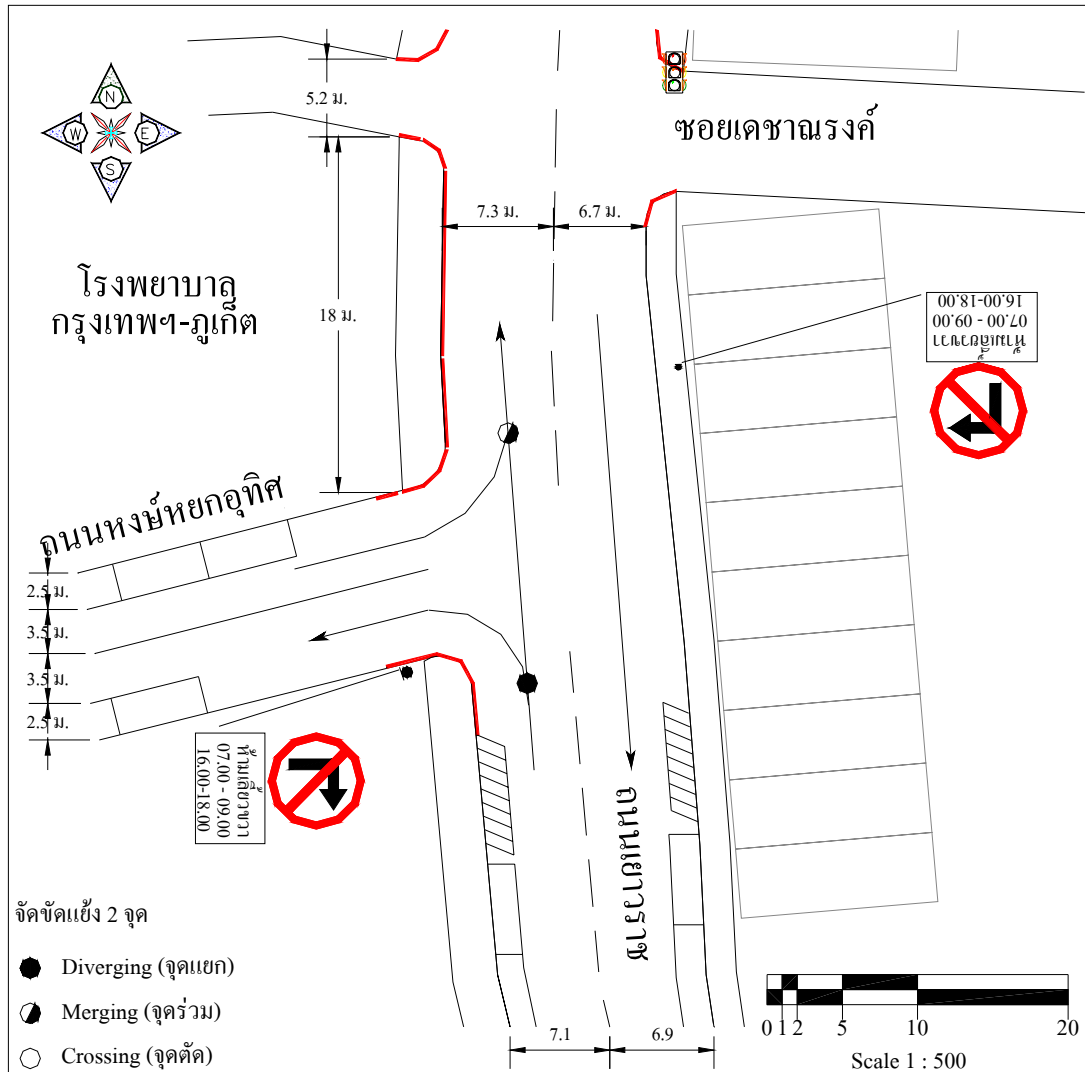 5.2 ม.
N
W
E
S
ซอยเดชาณรงค์
7.3 ม.
6.7 ม.
โรงพยาบาล
กรุงเทพฯ-ภูเก็ต
18 ม.
ห้ามเลี้ยวขวา
07.00 - 09.00
16.00-18.00
ถนนหงษ์หยกอุทิศ
2.5 ม.
3.5 ม.
3.5 ม.
2.5 ม.
ห้ามเลี้ยวขวา
07.00 - 09.00
16.00-18.00
ถนนเยาวราช
จัดขัดแย้ง 2 จุด
Diverging (จุดแยก)
Merging (จุดร่วม)
Crossing (จุดตัด)
7.1
6.9
0 1 2 5 10 20
Scale 1 : 500